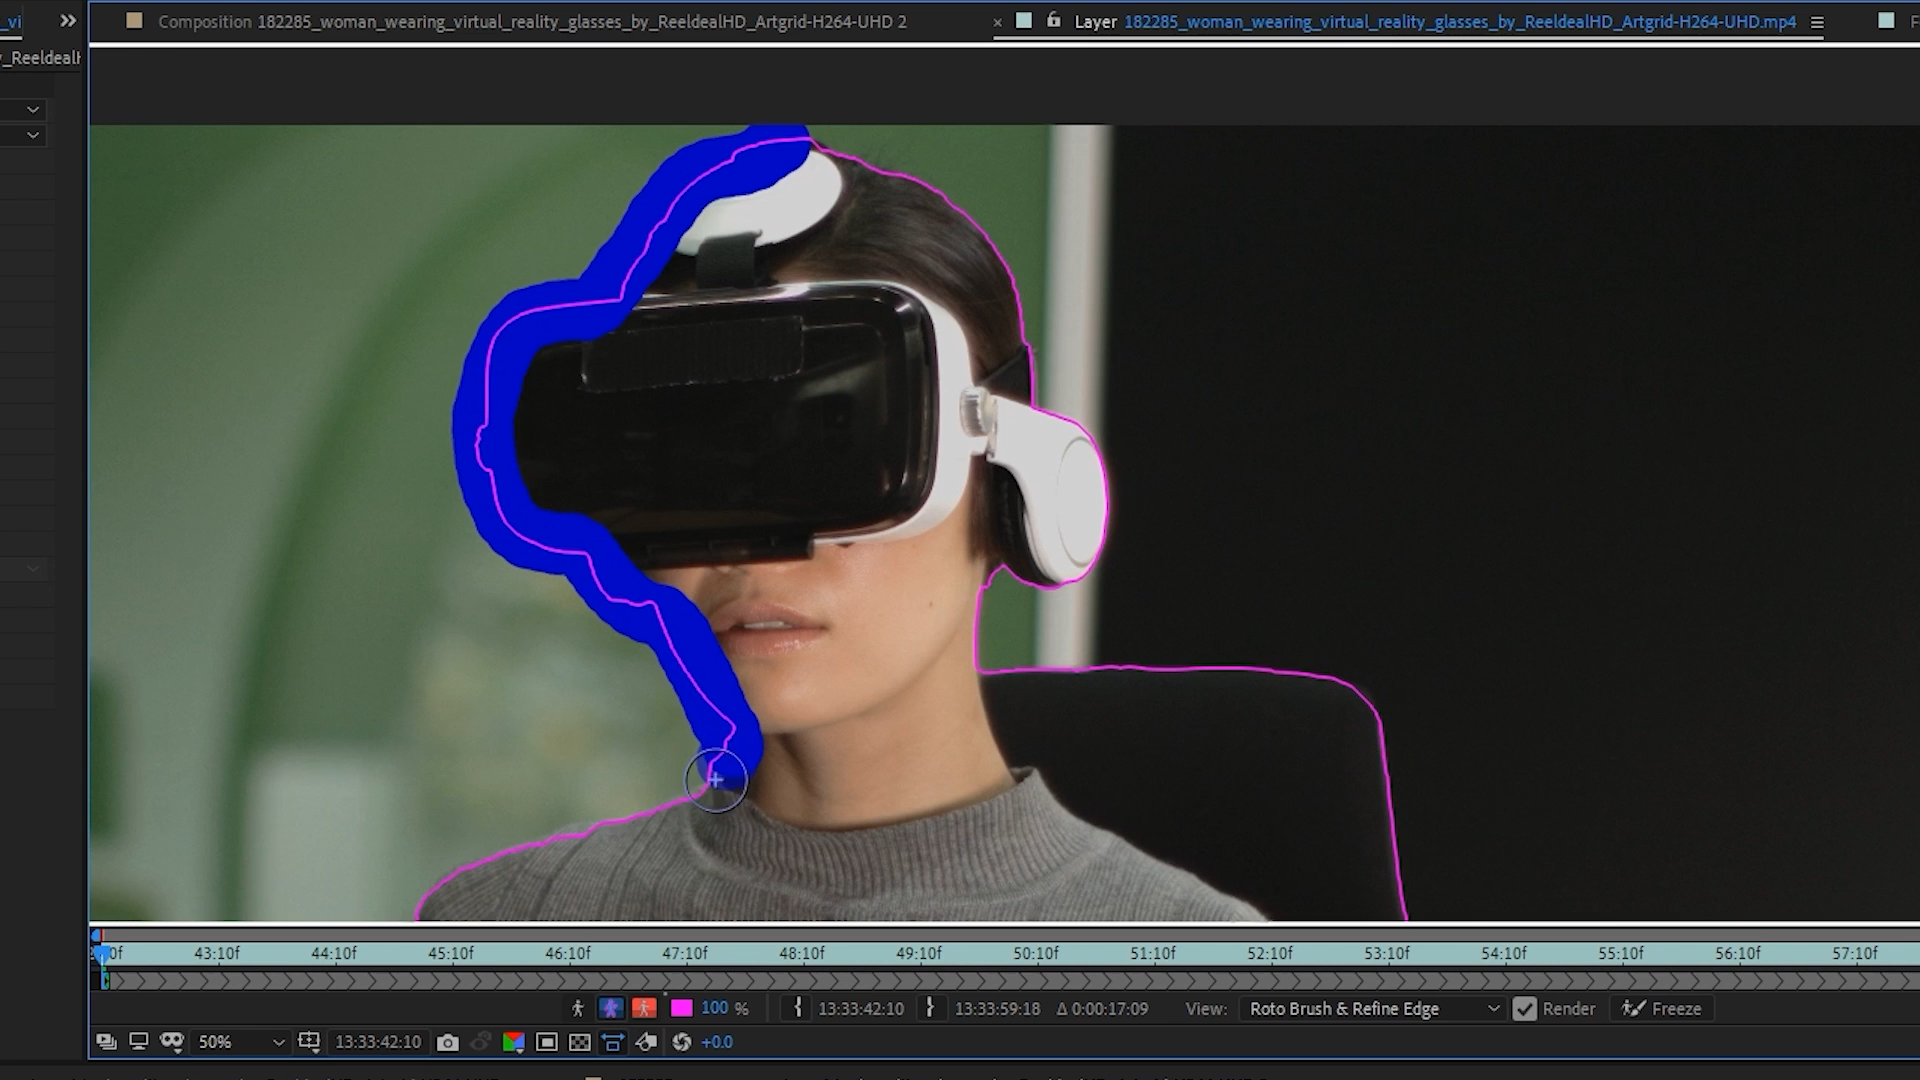 _vi
Composition 182285_woman_wearing_virtual_reality_glasses_by_ReeldealHD_Artgrid-H264-UHD 2
Layer 182285_woman_wearing_virtual_reality_glasses_by_ReeldealHD_Artgrid-H264-UHD.mp4
F
_Reeldeal
0f 43:10f 44:10f 45:10f 46:10f 47:10f 48:10f 49:10f 50:10f 51:10f 52:10f 53:10f 54:10f 55:10f 56:10f 57:10f
100 % 13:33:42:10 13:33:59:18 Δ 0:00:17:09 View: Roto Brush & Refine Edge Render Freeze
50% 13:33:42:10 +0.0